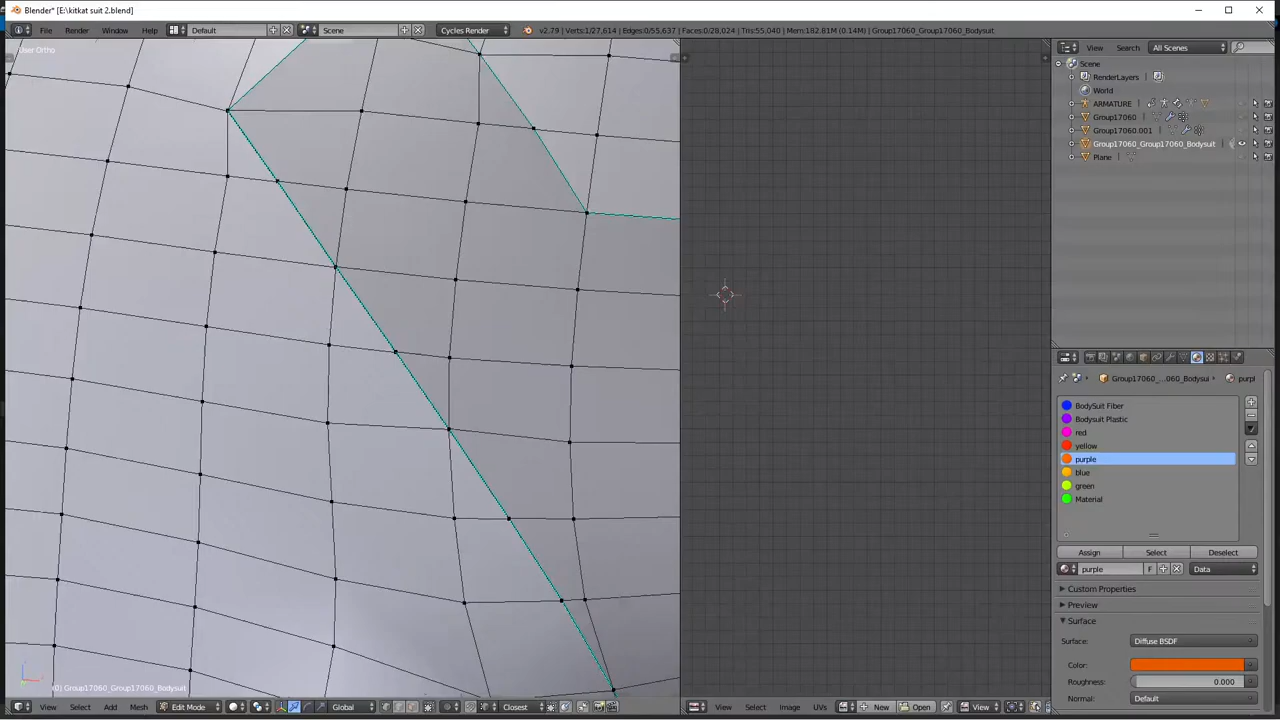 Blender* [E:\kitkat suit 2.blend]
File Render Window Help Default Scene Cycles Render v2.79 | Verts:1/27,614 | Edges:0/55,637 | Faces:0/28,024 | Tris:55,040 | Mem:182.81M (0.14M) | Group17060_Group17060_Bodysuit
View Search All Scenes
User Ortho
Scene
RenderLayers
World
ARMATURE
Group17060
Group17060.001
Group17060_Group17060_Bodysuit
Plane
Group17060_...060_Bodysui purpl
BodySuit Fiber
Bodysuit Plastic
red
yellow
purple
blue
green
Material
Assign Select Deselect
purple F Data
Custom Properties
Preview
Surface
Surface: Diffuse BSDF
Color:
Roughness: 0.000
Normal: Default
(0) Group17060_Group17060_Bodysuit
View Select Add Mesh Edit Mode Global Closest
View Select Image UVs New Open View